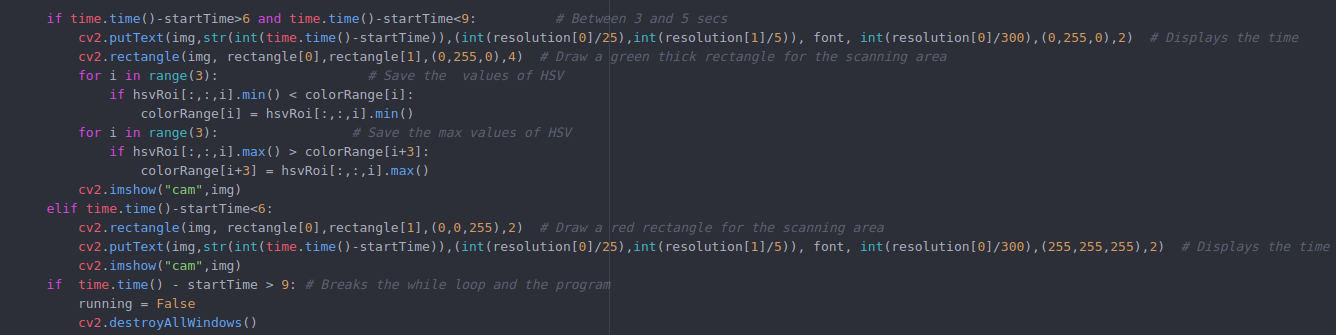 if time.time()-startTime>6 and time.time()-startTime<9:          # Between 3 and 5 secs
    cv2.putText(img,str(int(time.time()-startTime)),(int(resolution[0]/25),int(resolution[1]/5)), font, int(resolution[0]/300),(0,255,0),2)  # Displays the time
    cv2.rectangle(img, rectangle[0],rectangle[1],(0,255,0),4)  # Draw a green thick rectangle for the scanning area
    for i in range(3):                   # Save the  values of HSV
        if hsvRoi[:,:,i].min() < colorRange[i]:
            colorRange[i] = hsvRoi[:,:,i].min()
    for i in range(3):                 # Save the max values of HSV
        if hsvRoi[:,:,i].max() > colorRange[i+3]:
            colorRange[i+3] = hsvRoi[:,:,i].max()
    cv2.imshow("cam",img)
elif time.time()-startTime<6:
    cv2.rectangle(img, rectangle[0],rectangle[1],(0,0,255),2)  # Draw a red rectangle for the scanning area
    cv2.putText(img,str(int(time.time()-startTime)),(int(resolution[0]/25),int(resolution[1]/5)), font, int(resolution[0]/300),(255,255,255),2)  # Displays the time
    cv2.imshow("cam",img)
if  time.time() - startTime > 9: # Breaks the while loop and the program
    running = False
    cv2.destroyAllWindows()